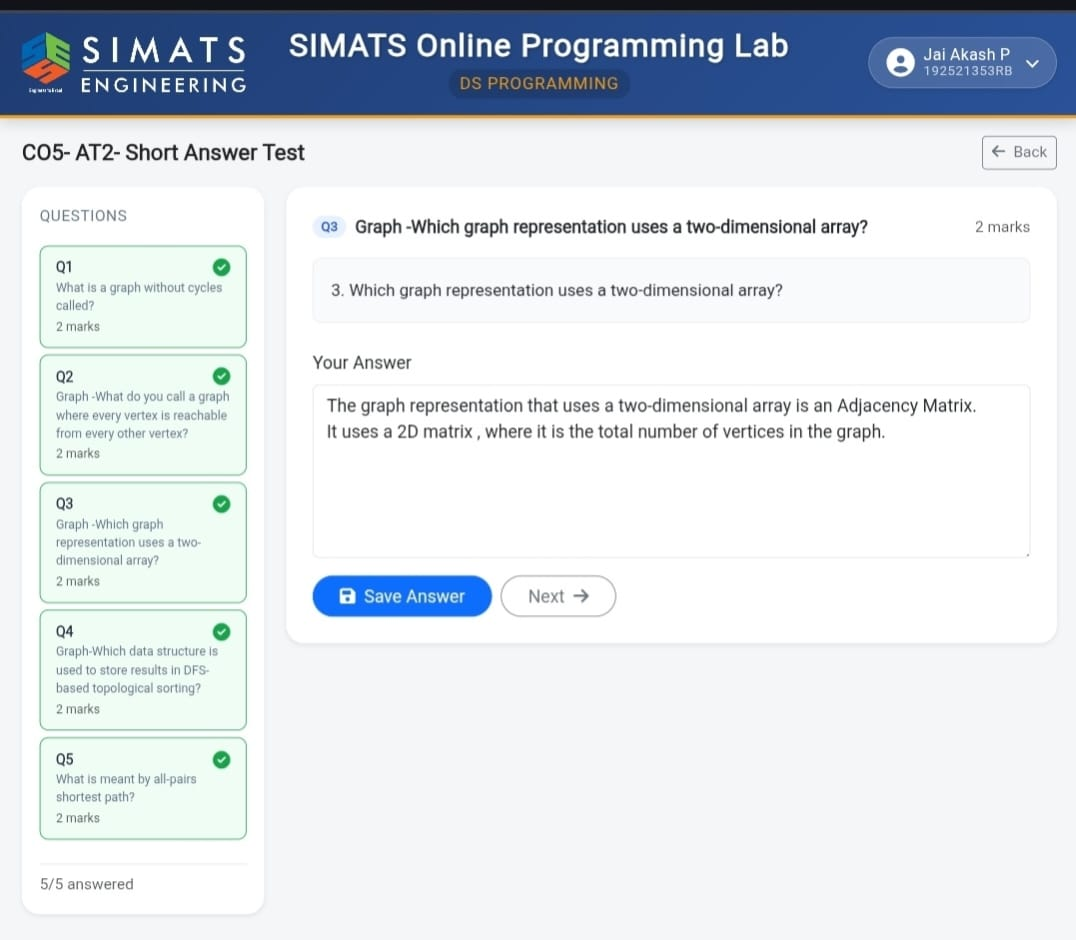 SIMATS
ENGINEERING
SIMATS Online Programming Lab
DS PROGRAMMING
Jai Akash P
192521353RB
CO5- AT2- Short Answer Test
← Back
QUESTIONS
Q1
What is a graph without cycles
called?
2 marks
Q2
Graph -What do you call a graph
where every vertex is reachable
from every other vertex?
2 marks
Q3
Graph -Which graph
representation uses a two-
dimensional array?
2 marks
Q4
Graph-Which data structure is
used to store results in DFS-
based topological sorting?
2 marks
Q5
What is meant by all-pairs
shortest path?
2 marks
5/5 answered
Q3 Graph -Which graph representation uses a two-dimensional array? 2 marks
3. Which graph representation uses a two-dimensional array?
Your Answer
The graph representation that uses a two-dimensional array is an Adjacency Matrix.
It uses a 2D matrix , where it is the total number of vertices in the graph.
Save Answer
Next →